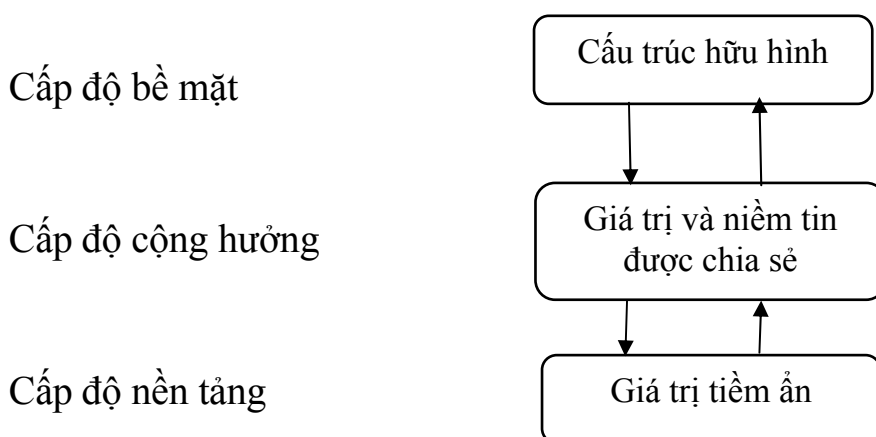 Cấu trúc hữu hình
Cấp độ bề mặt
Giá trị và niềm tin
được chia sẻ
Cấp độ cộng hưởng
Giá trị tiềm ẩn
Cấp độ nền tảng